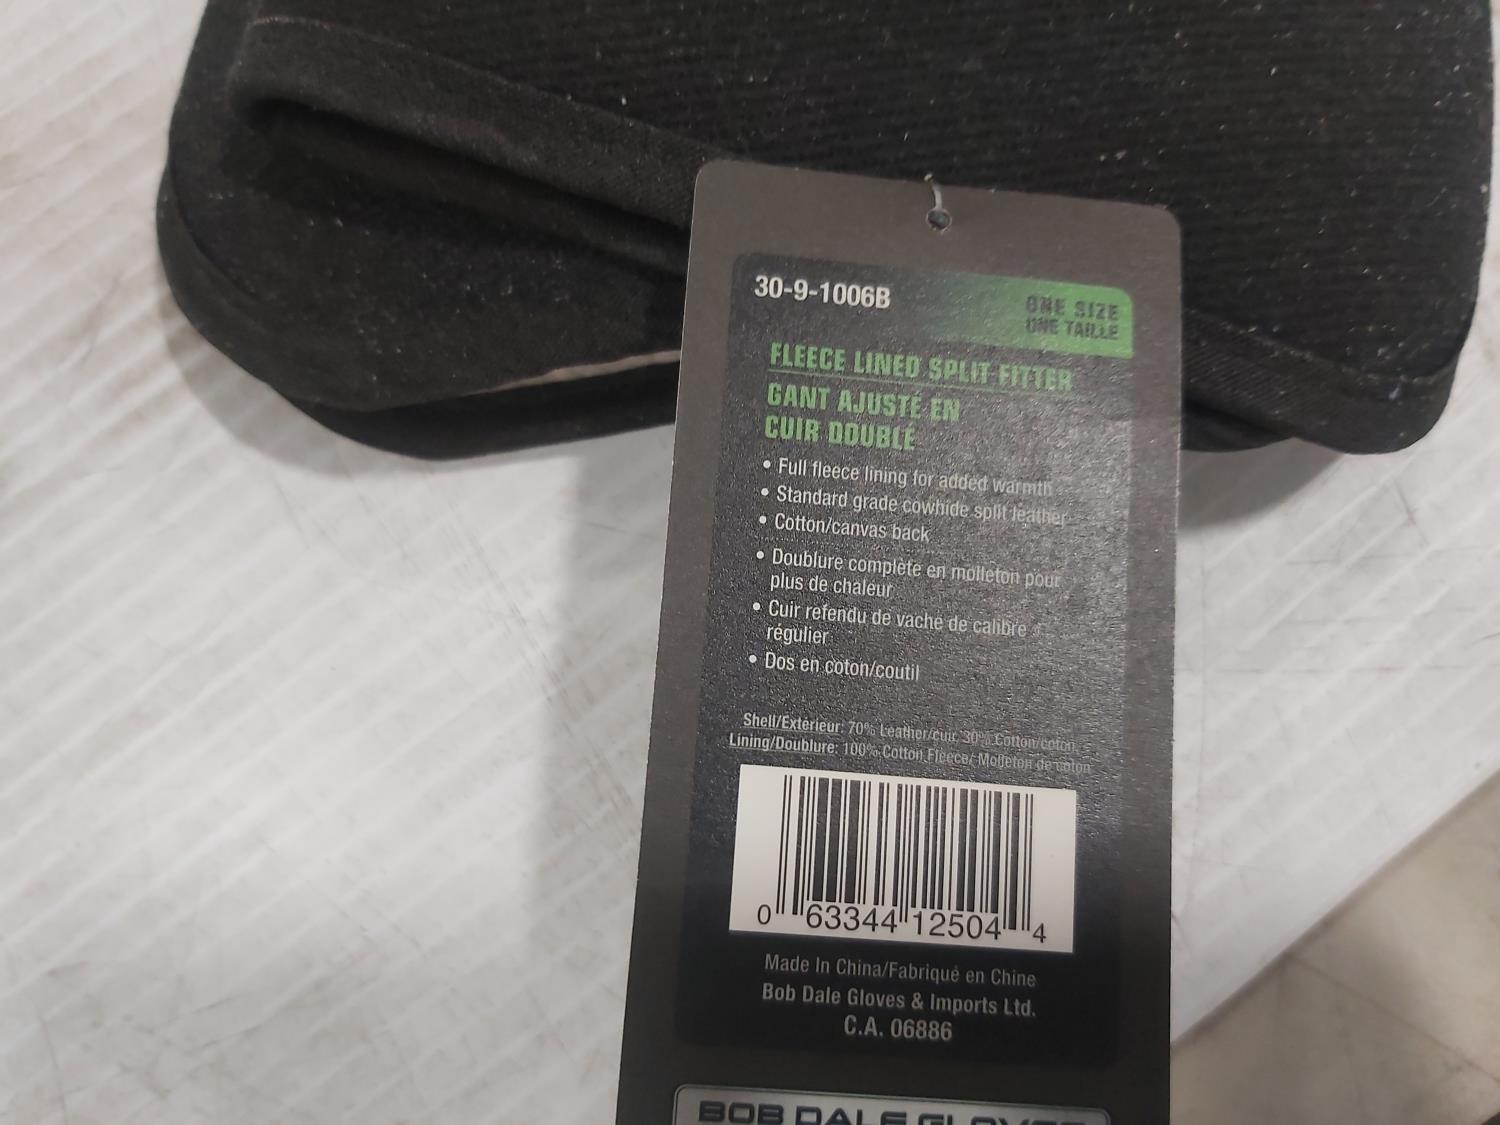 30-9-1006B
ONE SIZE
UNE TAILLE
FLEECE LINED SPLIT FITTER
GANT AJUSTÉ EN
CUIR DOUBLÉ
• Full fleece lining for added warmth
• Standard grade cowhide split leather
• Cotton/canvas back
• Doublure complète en molleton pour
plus de chaleur
• Cuir refendu de vache de calibre
régulier
• Dos en coton/coutil
Shell/Extérieur: 70% Leather/cuir, 30% Cotton/coton
Lining/Doublure: 100% Cotton Fleece/ Molleton de coton
0 63344 12504 4
Made In China/Fabriqué en Chine
Bob Dale Gloves & Imports Ltd.
C.A. 06886
BOB DALE GLOVES